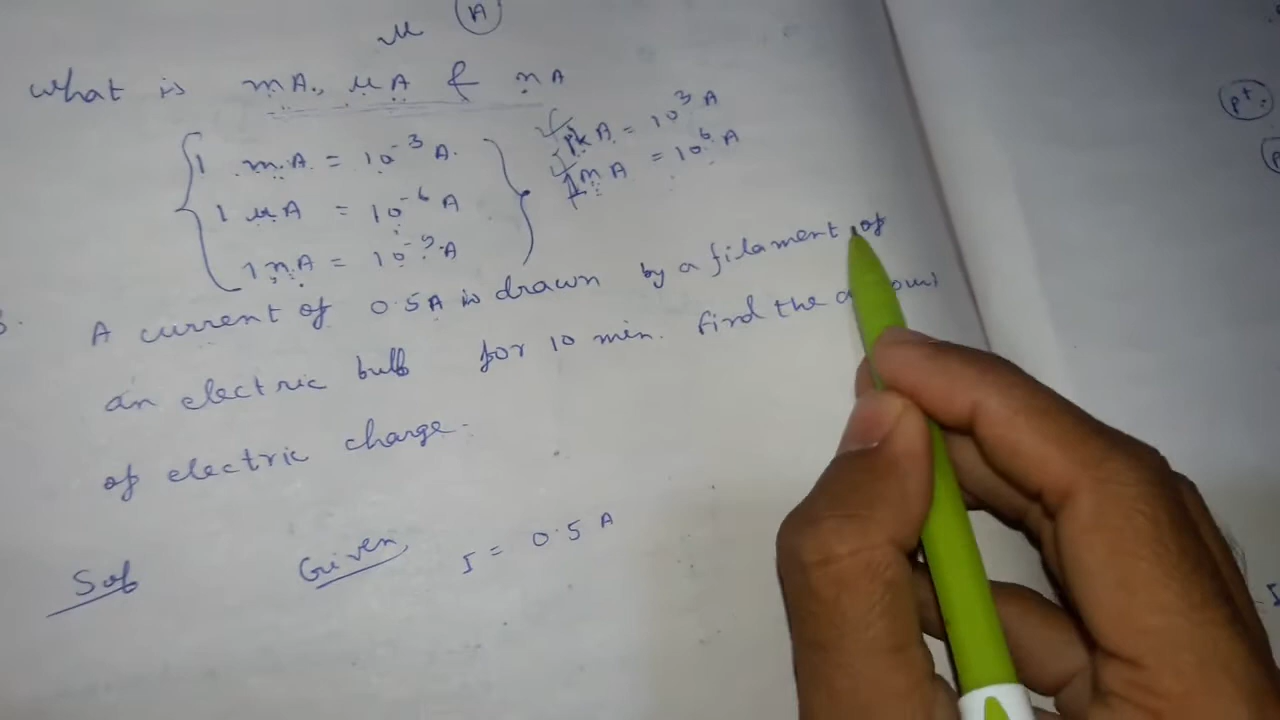 μ A
What is mA, μA & nA
1 mA = 10⁻³ A.
1 μA = 10⁻⁶ A
1 nA = 10⁻⁹ A
1 kA = 10³ A
1 mA = 10⁶ A
A current of 0.5A is drawn by a filament of
an electric bulb for 10 min. find the
of electric charge.
Sol Given I = 0.5 A
pt.